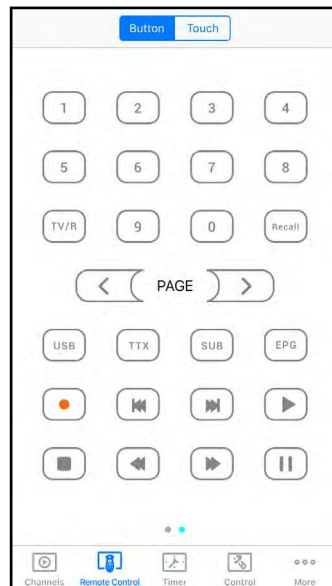 Button Touch
1 2 3 4
5 6 7 8
TV/R 9 0 Recall
PAGE
USB TTX SUB EPG
Channels Remote Control Timer Control More